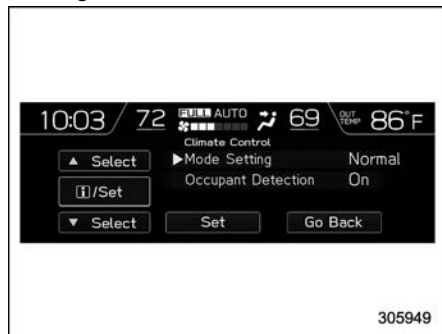 10:03 72 FULL AUTO 69 OUT TEMP 86°F
Climate Control
▲ Select ▶Mode Setting Normal
i/Set Occupant Detection On
▼ Select Set Go Back
305949